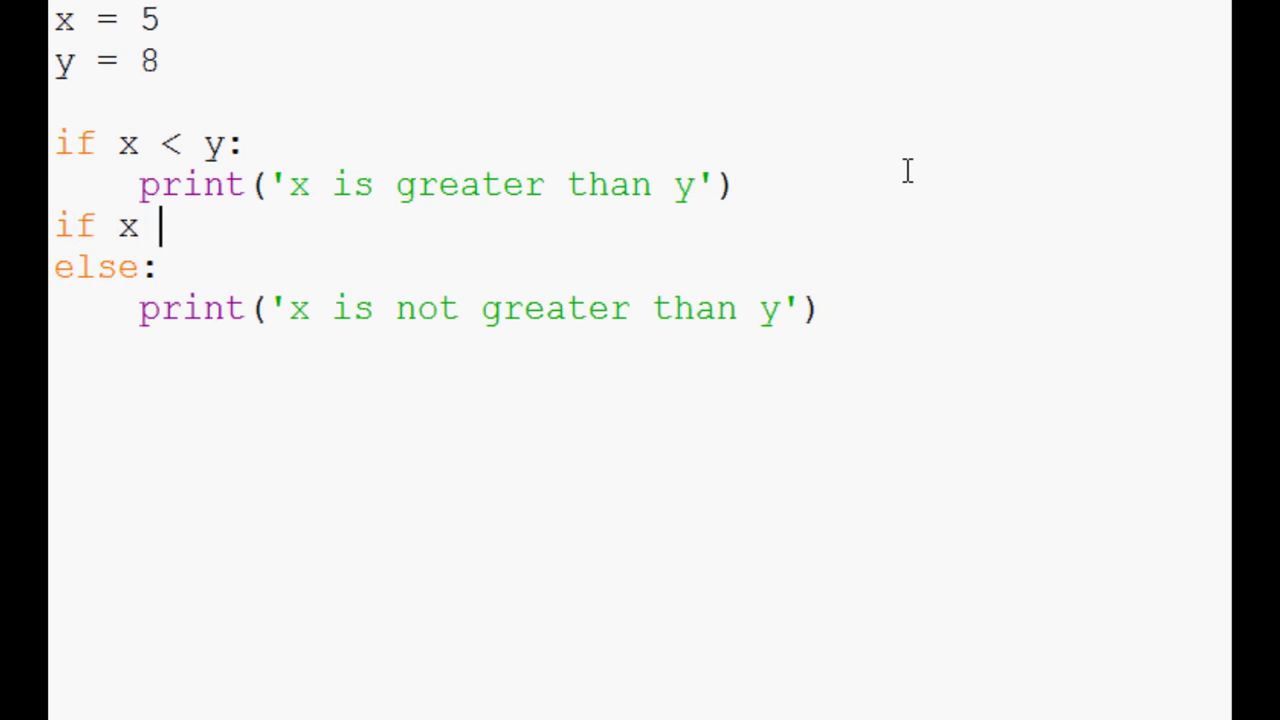 x = 5
y = 8
if x < y:
    print('x is greater than y')
if x
else:
    print('x is not greater than y')